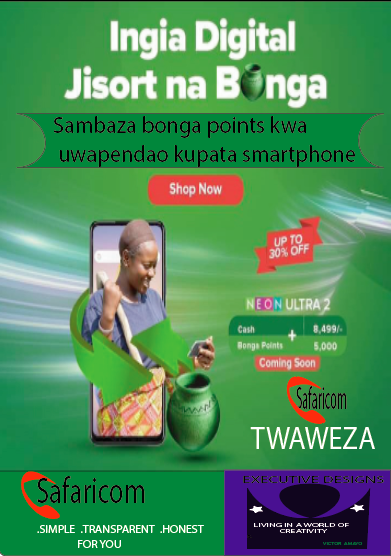 Ingia Digital
Jisort na Bonga
Sambaza bonga points kwa
uwapendao kupata smartphone
Shop Now
UP TO
30% OFF
NEON ULTRA 2
Cash + 8,499/-
Bonga Points 5,000
Coming Soon
Safaricom
TWAWEZA
Safaricom
.SIMPLE .TRANSPARENT .HONEST
FOR YOU
EXECUTIVE DESIGNS
LIVING IN A WORLD OF
CREATIVITY
VICTOR AMAYO